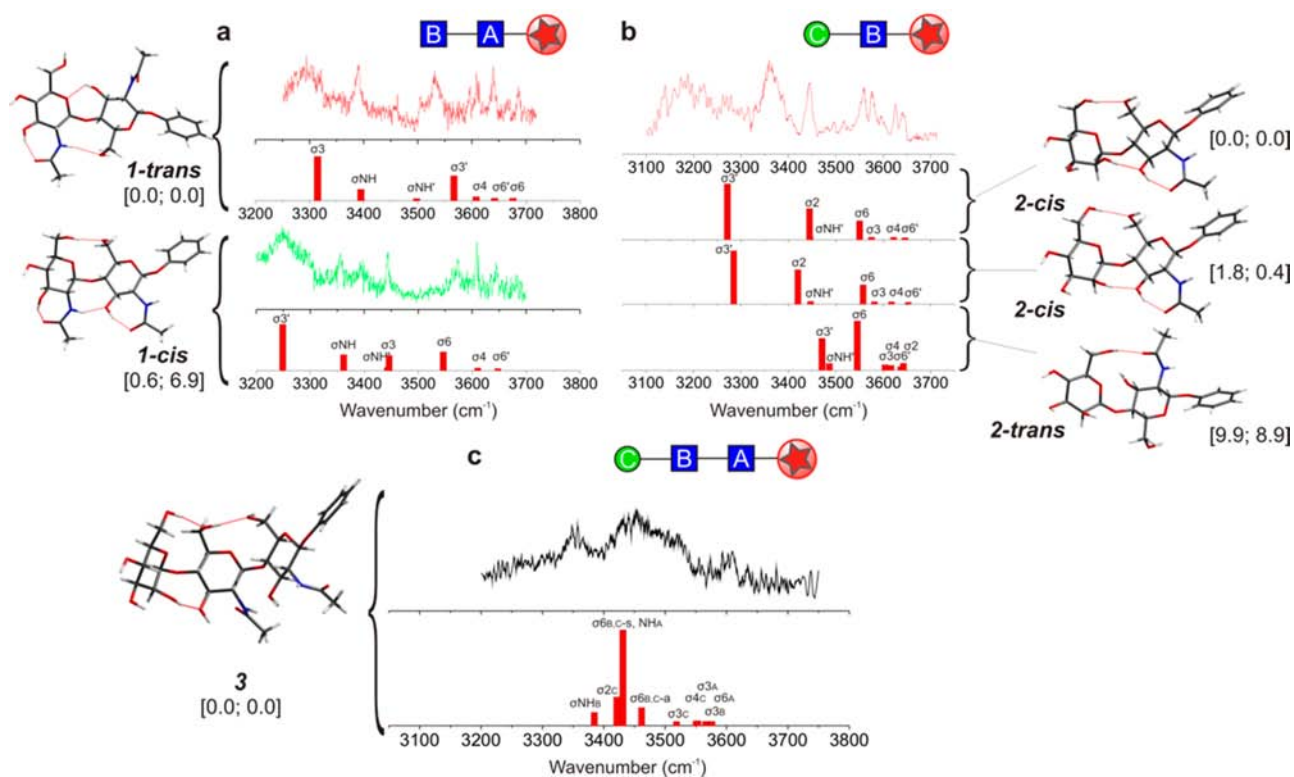 a
B A
1-trans
[0.0; 0.0]
σ3
σNH
σNH'
σ3'
σ4
σ6'
σ6
3200 3300 3400 3500 3600 3700 3800
1-cis
[0.6; 6.9]
σ3'
σNH
σNH'
σ3
σ6
σ4
σ6'
3200 3300 3400 3500 3600 3700 3800
Wavenumber (cm-1)
b
C B
3100 3200 3300 3400 3500 3600 3700
σ3'
σ2
σNH'
σ6
σ3
σ4
σ6'
[0.0; 0.0]
2-cis
σ3'
σ2
σNH'
σ6
σ3
σ4
σ6'
[1.8; 0.4]
2-cis
σ3'
σNH'
σ6
σ3
σ4
σ6'
σ2
2-trans
[9.9; 8.9]
3100 3200 3300 3400 3500 3600 3700
Wavenumber (cm-1)
c
C B A
3
[0.0; 0.0]
σNHB
σ2C
σ6B,C-s, NHA
σ6B,C-a
σ3C
σ4C
σ3A
σ3B
σ6A
3100 3200 3300 3400 3500 3600 3700 3800
Wavenumber (cm-1)